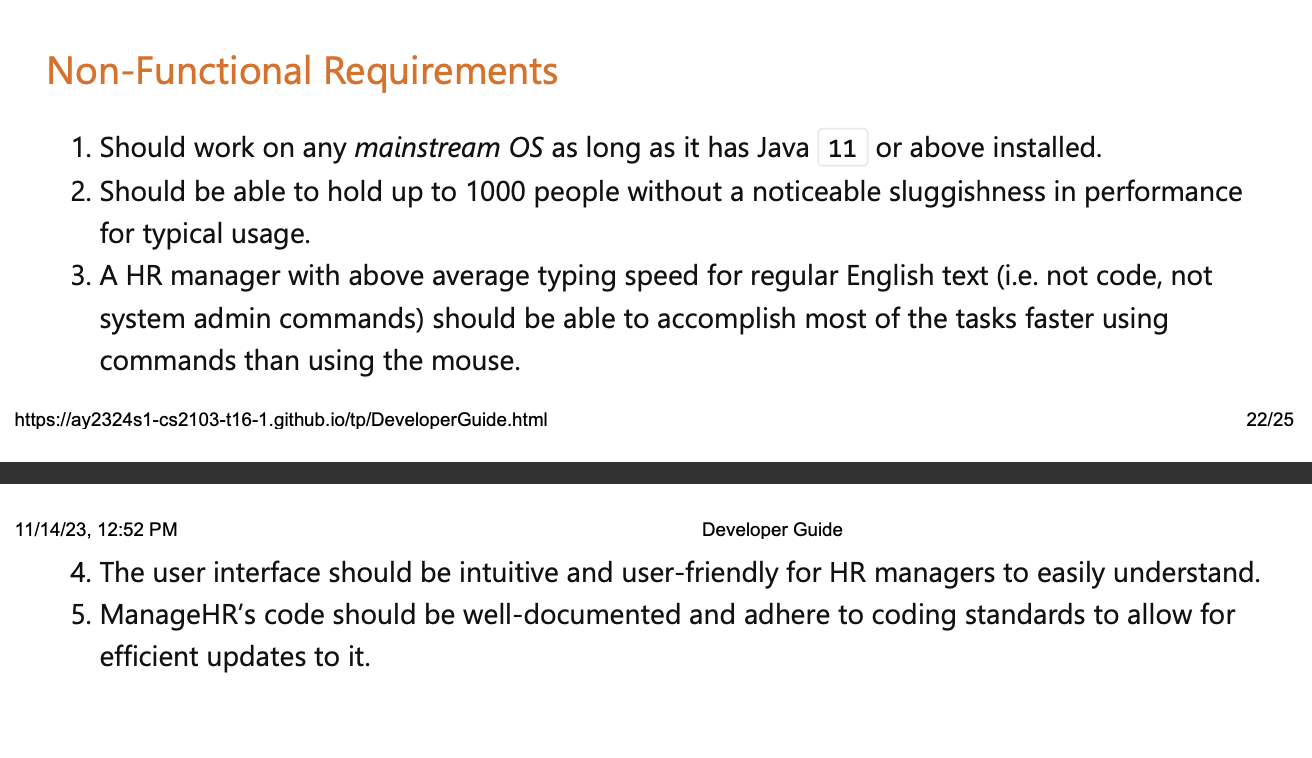 Non-Functional Requirements
1. Should work on any mainstream OS as long as it has Java 11 or above installed.
2. Should be able to hold up to 1000 people without a noticeable sluggishness in performance
for typical usage.
3. A HR manager with above average typing speed for regular English text (i.e. not code, not
system admin commands) should be able to accomplish most of the tasks faster using
commands than using the mouse.
https://ay2324s1-cs2103-t16-1.github.io/tp/DeveloperGuide.html 22/25
11/14/23, 12:52 PM Developer Guide
4. The user interface should be intuitive and user-friendly for HR managers to easily understand.
5. ManageHR’s code should be well-documented and adhere to coding standards to allow for
efficient updates to it.